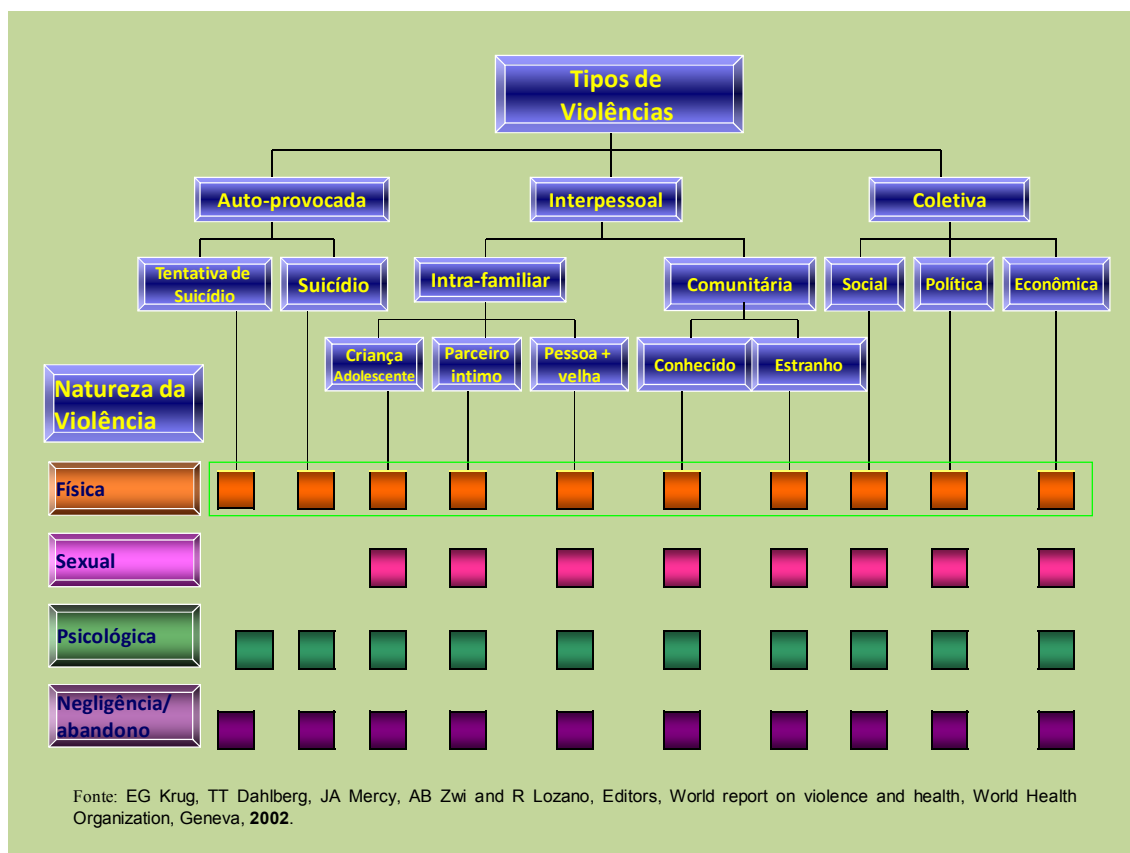 Tipos de
Violências
Auto-provocada
Interpessoal
Coletiva
Tentativa de
Suicídio
Suicídio
Intra-familiar
Comunitária
Social
Política
Econômica
Criança
Adolescente
Parceiro
intimo
Pessoa +
velha
Conhecido
Estranho
Natureza da
Violência
Física
Sexual
Psicológica
Negligência/
abandono
Fonte: EG Krug, TT Dahlberg, JA Mercy, AB Zwi and R Lozano, Editors, World report on violence and health, World Health
Organization, Geneva, 2002.